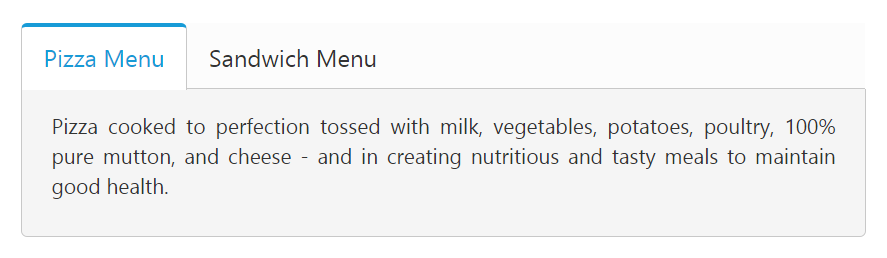 Pizza Menu Sandwich Menu
Pizza cooked to perfection tossed with milk, vegetables, potatoes, poultry, 100%
pure mutton, and cheese - and in creating nutritious and tasty meals to maintain
good health.